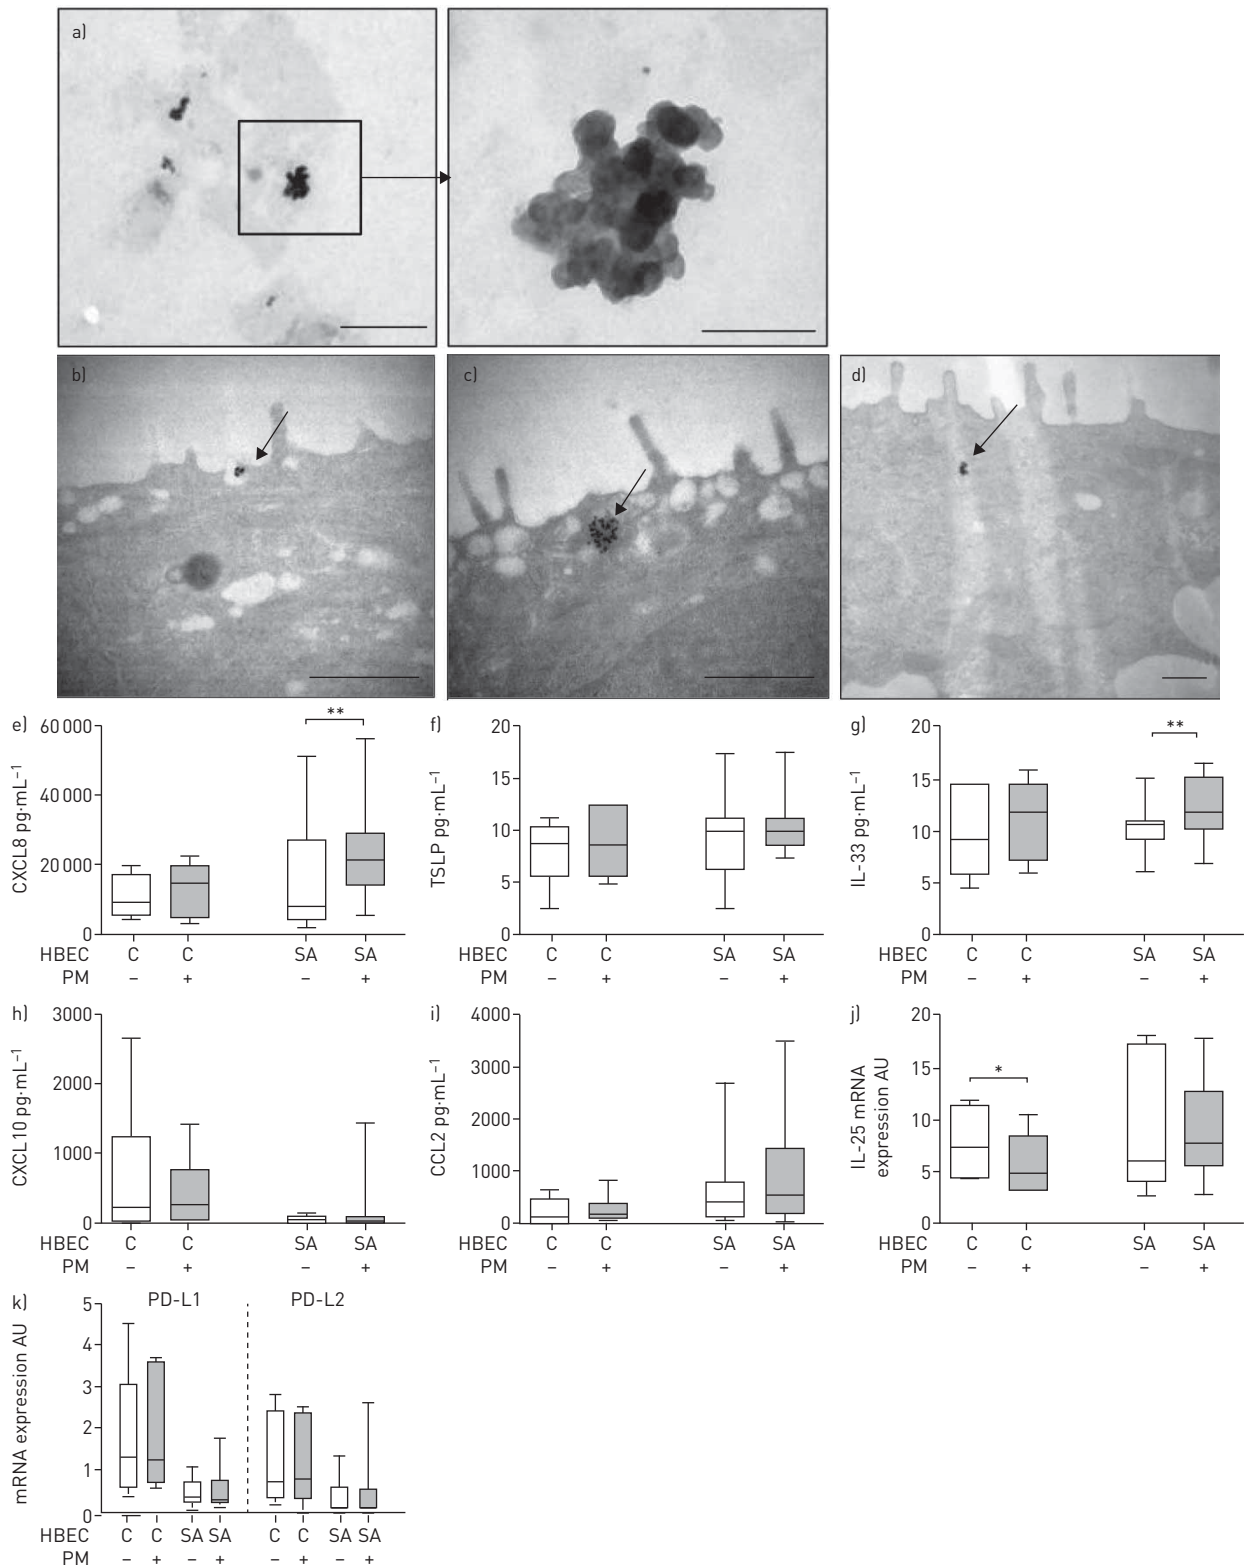 a)
b)
c)
d)
e)
60 000
40 000
20 000
0
CXCL8 pg·mL⁻¹
**
HBEC C C SA SA
PM – + – +
f)
20
15
10
5
0
TSLP pg·mL⁻¹
HBEC C C SA SA
PM – + – +
g)
20
15
10
5
0
IL-33 pg·mL⁻¹
**
HBEC C C SA SA
PM – + – +
h)
3000
2000
1000
0
CXCL10 pg·mL⁻¹
HBEC C C SA SA
PM – + – +
i)
4000
3000
2000
1000
0
CCL2 pg·mL⁻¹
HBEC C C SA SA
PM – + – +
j)
20
15
10
5
0
IL-25 mRNA
expression AU
*
HBEC C C SA SA
PM – + – +
k)
PD-L1 PD-L2
5
4
3
2
1
0
mRNA expression AU
HBEC C C SA SA C C SA SA
PM – + – + – + – +